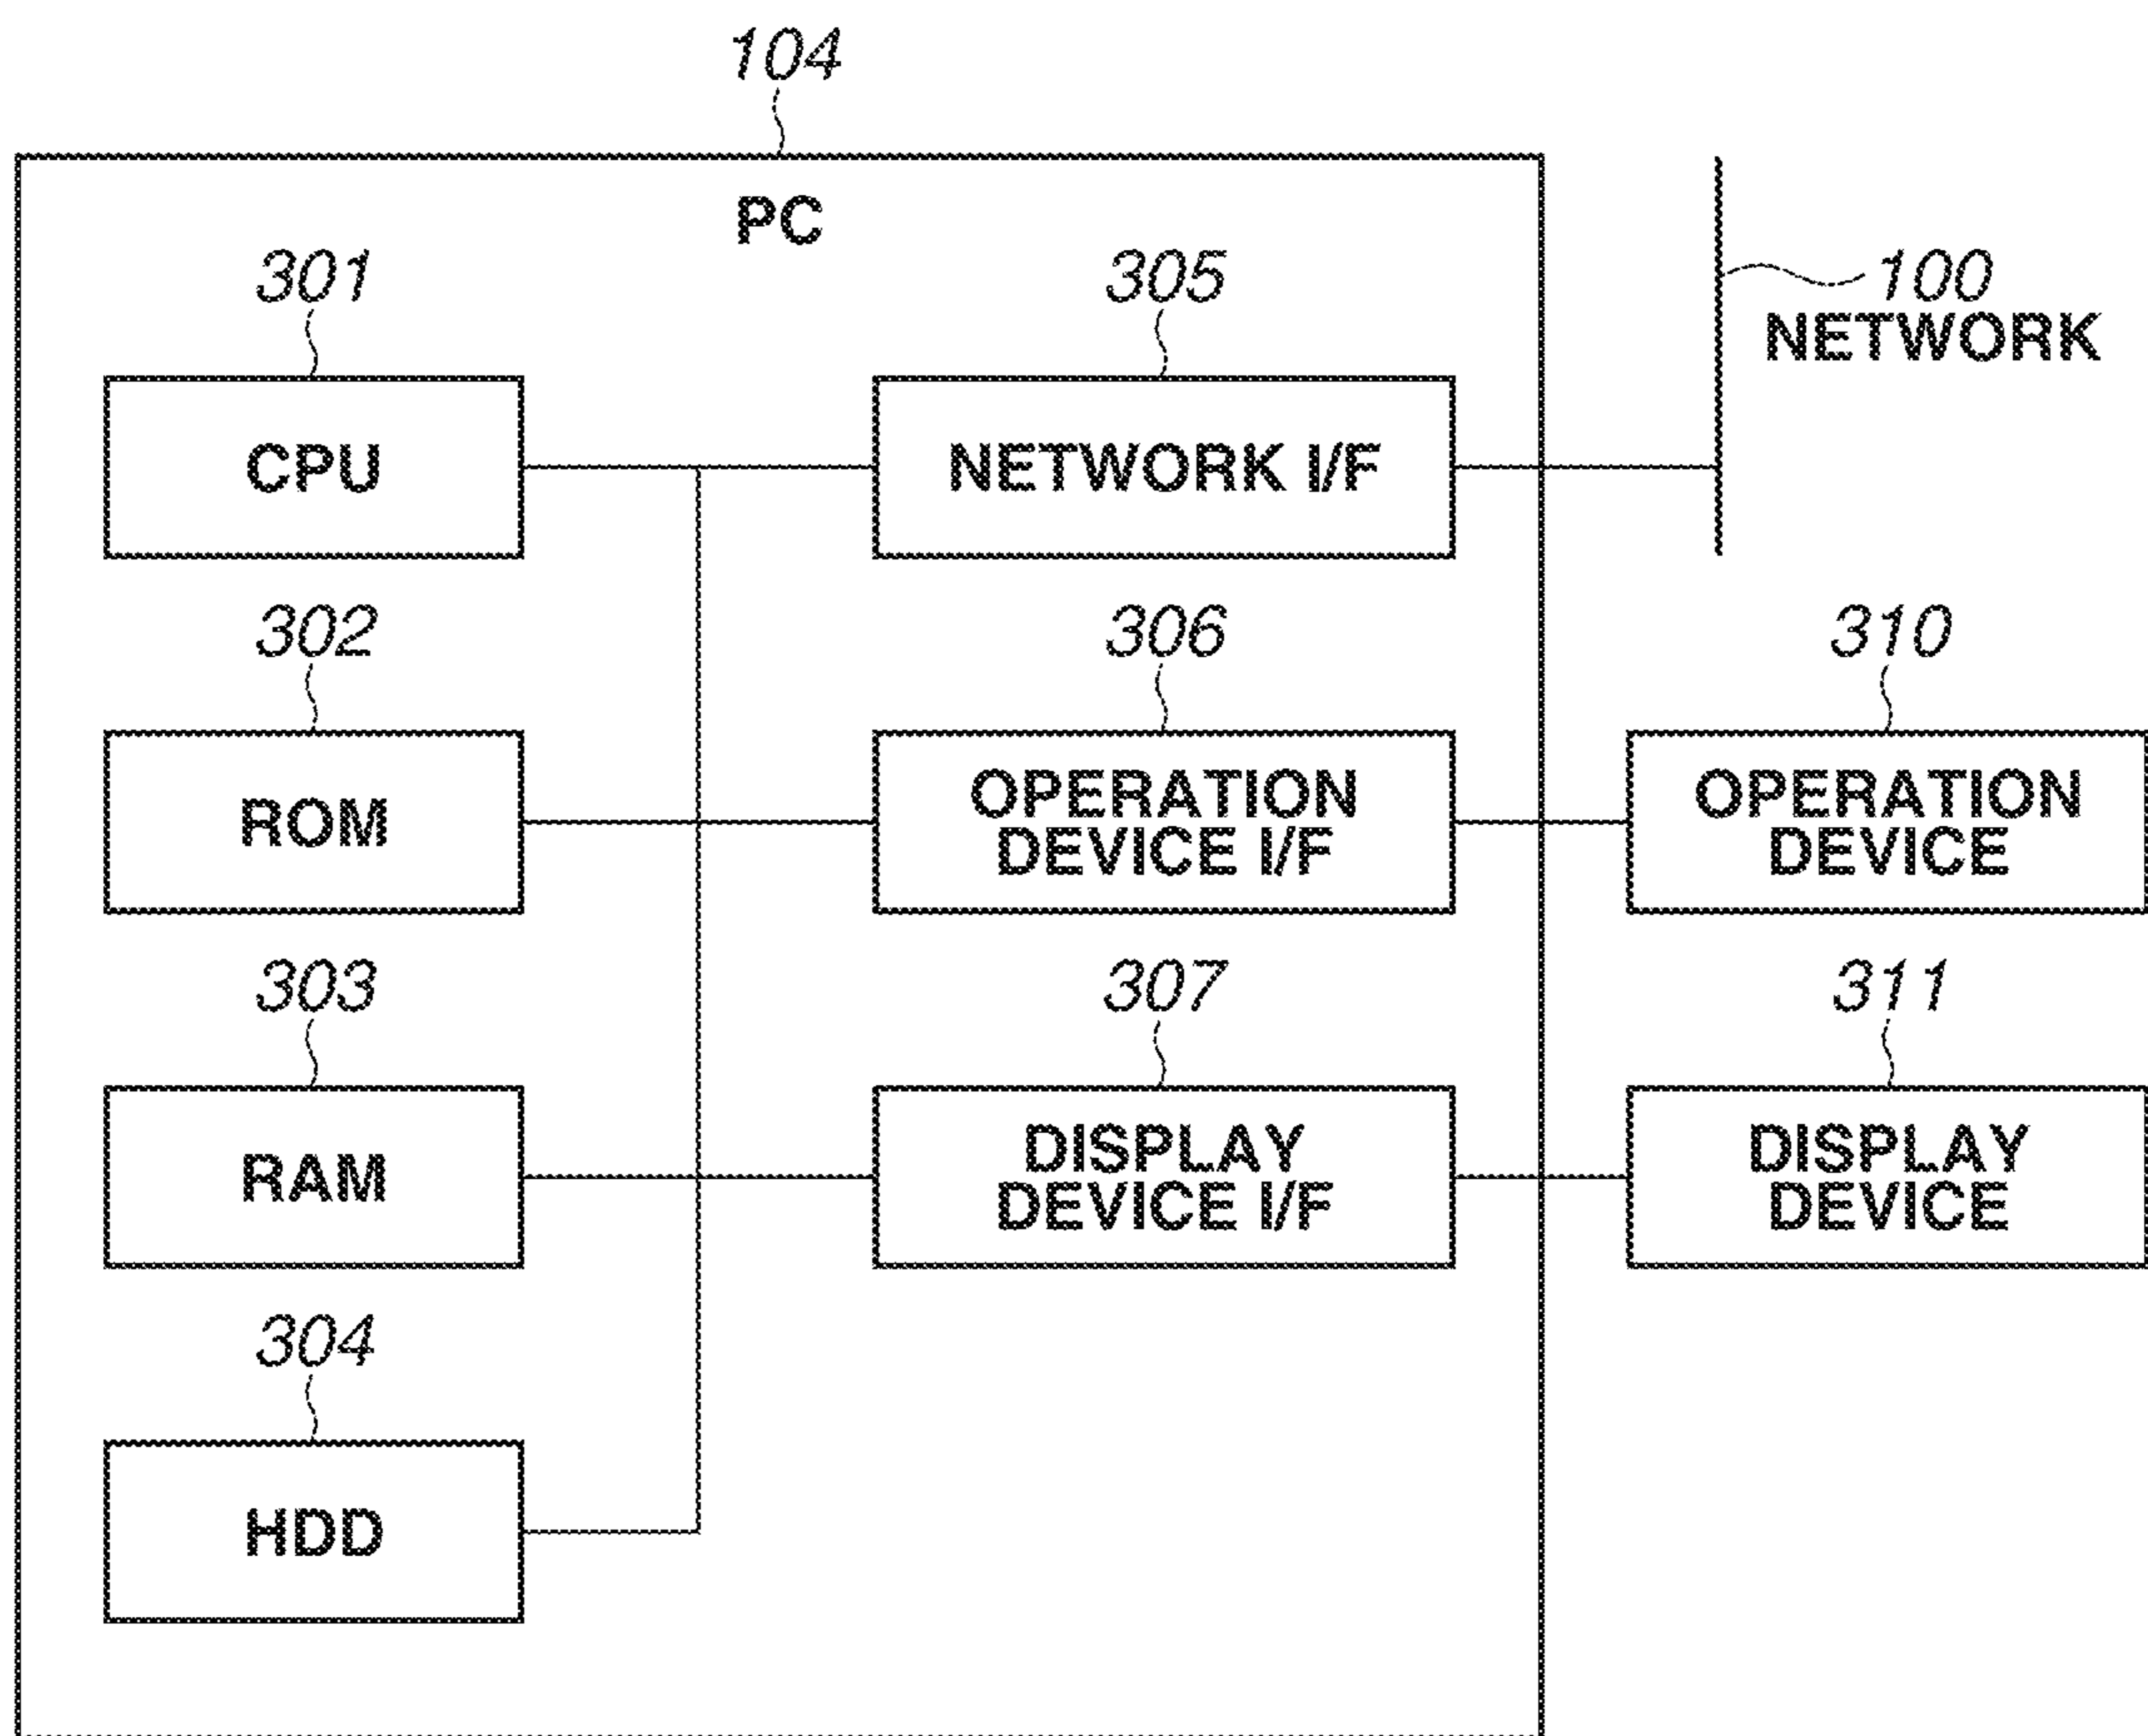 104
PC
301
305
100
NETWORK
CPU
NETWORK I/F
302
306
310
ROM
OPERATION
DEVICE I/F
OPERATION
DEVICE
303
307
311
RAM
DISPLAY
DEVICE I/F
DISPLAY
DEVICE
304
HDD